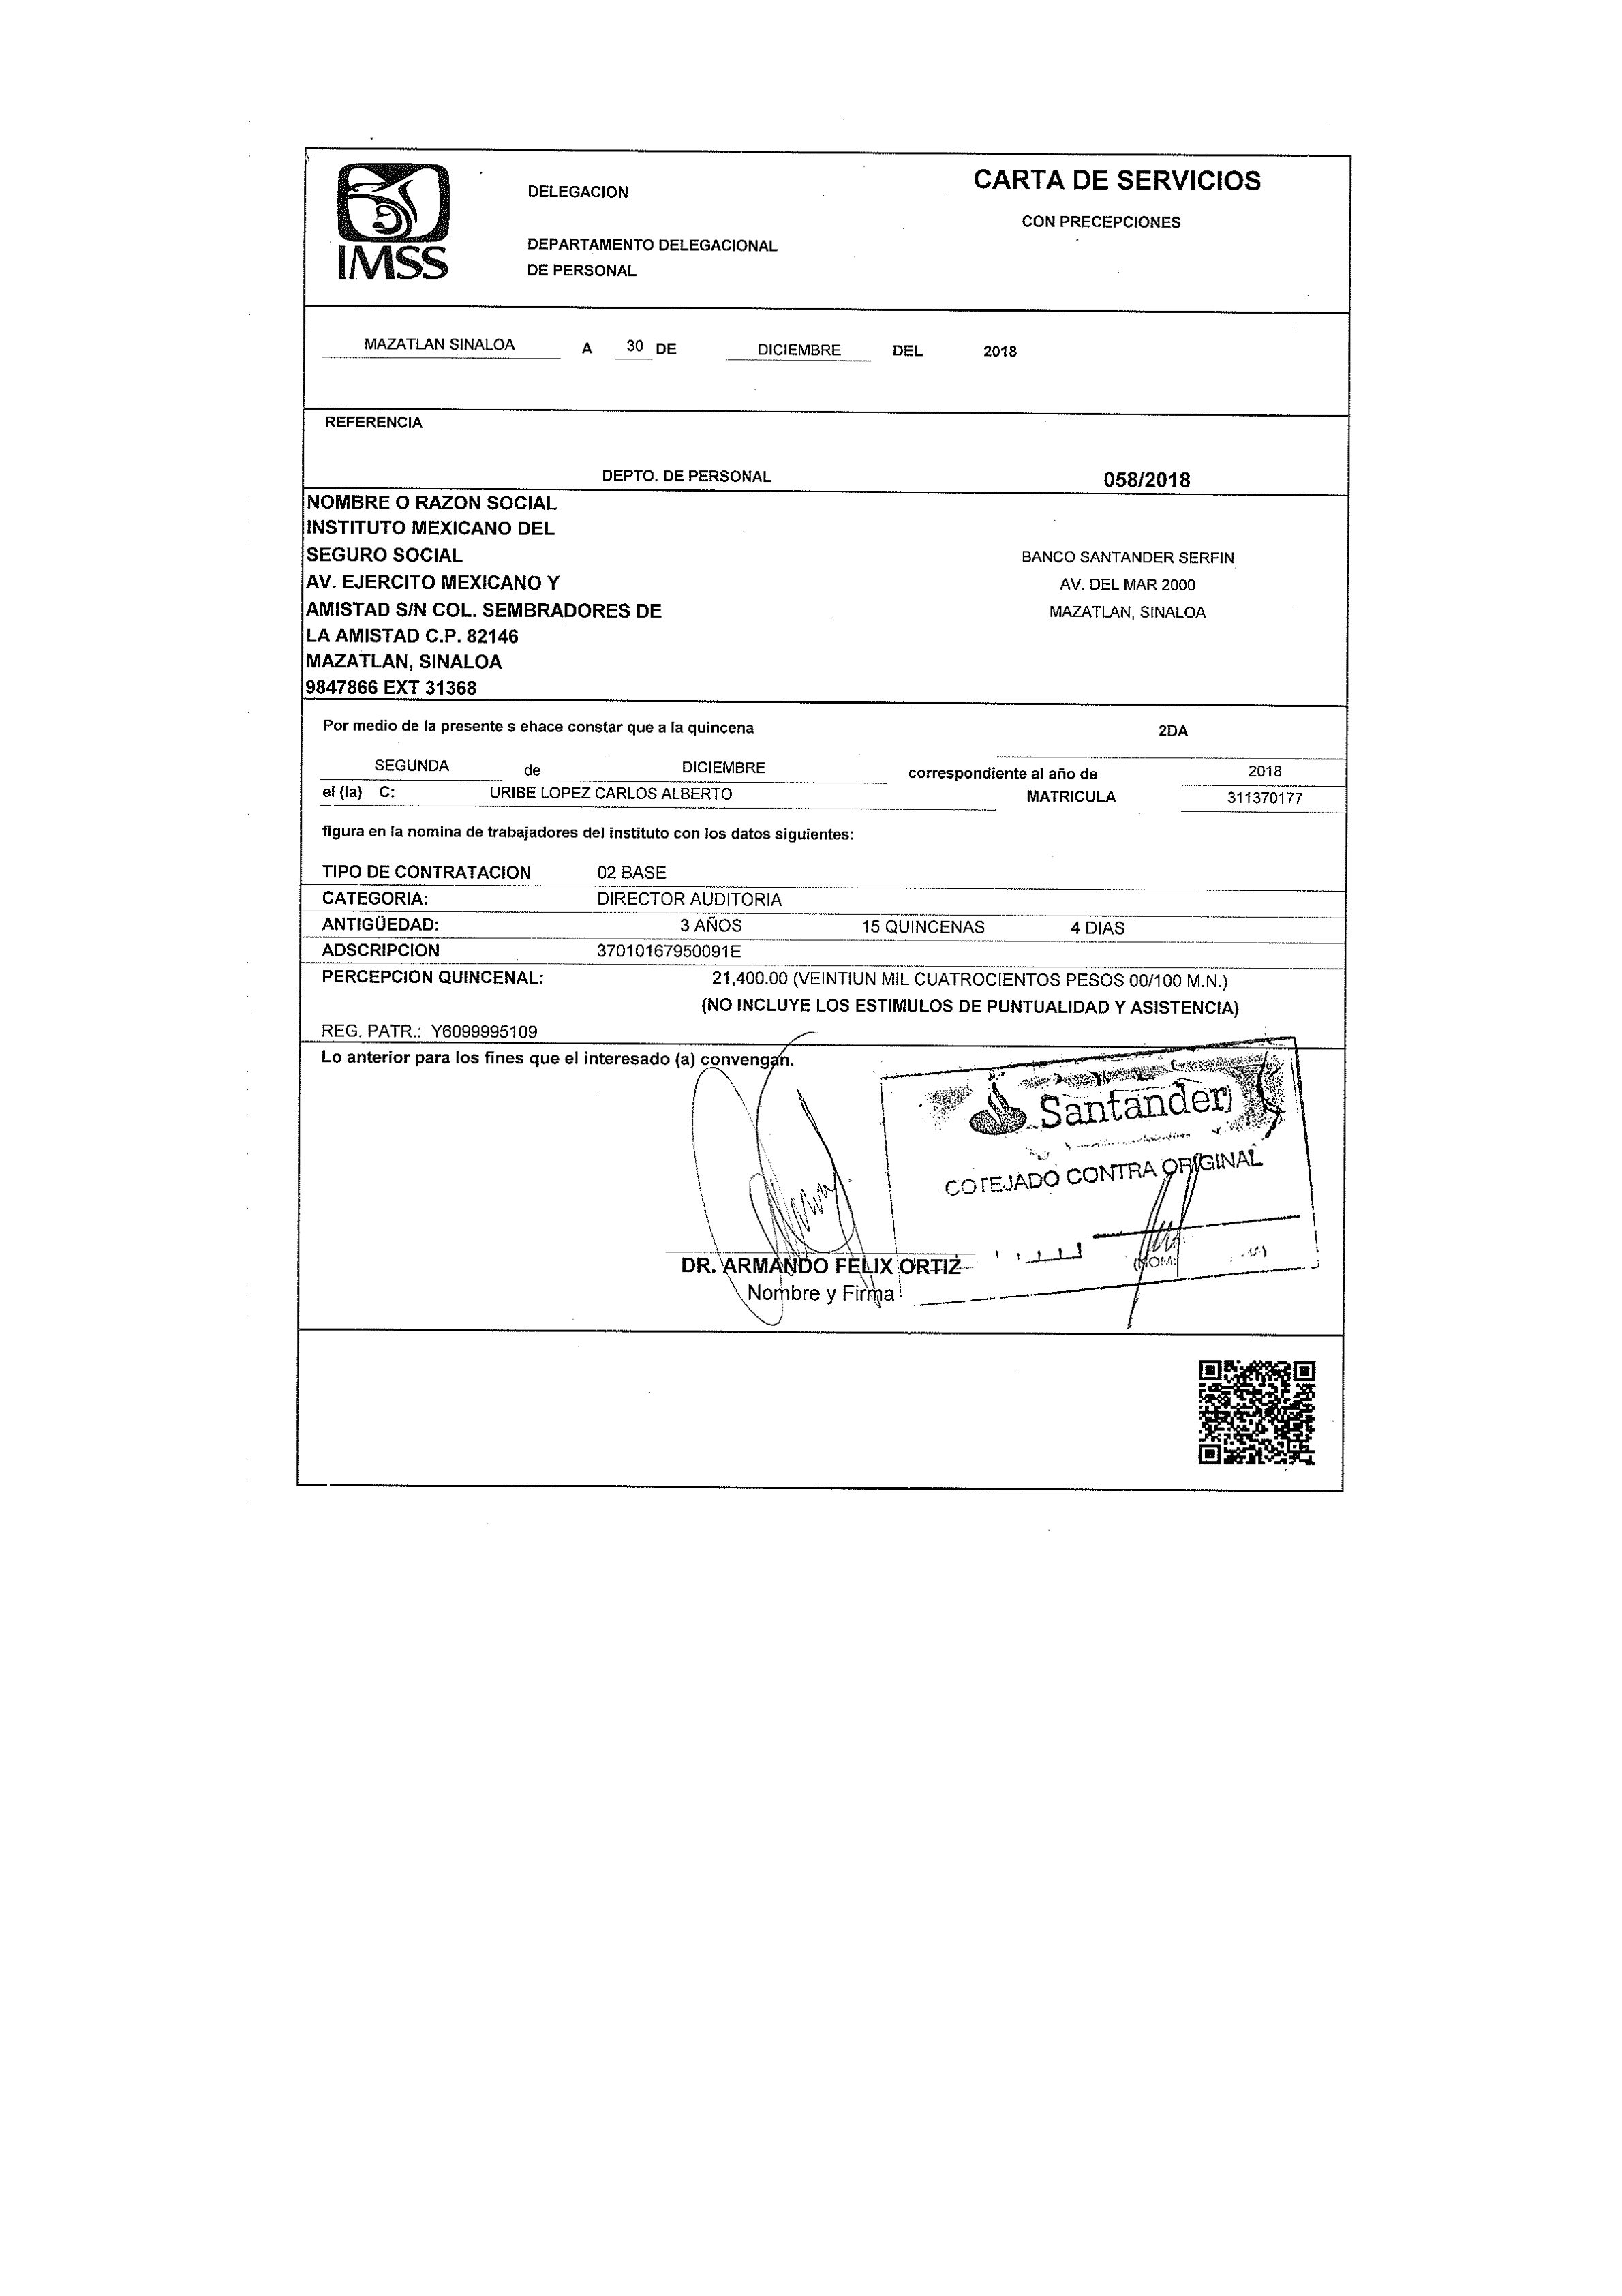 IMSS
DELEGACION
DEPARTAMENTO DELEGACIONAL
DE PERSONAL
CARTA DE SERVICIOS
CON PRECEPCIONES
MAZATLAN SINALOA A 30 DE DICIEMBRE DEL 2018
REFERENCIA
DEPTO. DE PERSONAL 058/2018
NOMBRE O RAZON SOCIAL
INSTITUTO MEXICANO DEL
SEGURO SOCIAL
AV. EJERCITO MEXICANO Y
AMISTAD S/N COL. SEMBRADORES DE
LA AMISTAD C.P. 82146
MAZATLAN, SINALOA
9847866 EXT 31368
BANCO SANTANDER SERFIN
AV. DEL MAR 2000
MAZATLAN, SINALOA
Por medio de la presente s ehace constar que a la quincena 2DA
SEGUNDA de DICIEMBRE correspondiente al año de 2018
el (la) C: URIBE LOPEZ CARLOS ALBERTO MATRICULA 311370177
figura en la nomina de trabajadores del instituto con los datos siguientes:
TIPO DE CONTRATACION 02 BASE
CATEGORIA: DIRECTOR AUDITORIA
ANTIGÜEDAD: 3 AÑOS 15 QUINCENAS 4 DIAS
ADSCRIPCION 37010167950091E
PERCEPCION QUINCENAL: 21,400.00 (VEINTIUN MIL CUATROCIENTOS PESOS 00/100 M.N.)
(NO INCLUYE LOS ESTIMULOS DE PUNTUALIDAD Y ASISTENCIA)
REG. PATR.: Y6099995109
Lo anterior para los fines que el interesado (a) convengan.
Santander
COTEJADO CONTRA ORIGINAL
DR. ARMANDO FELIX ORTIZ
Nombre y Firma